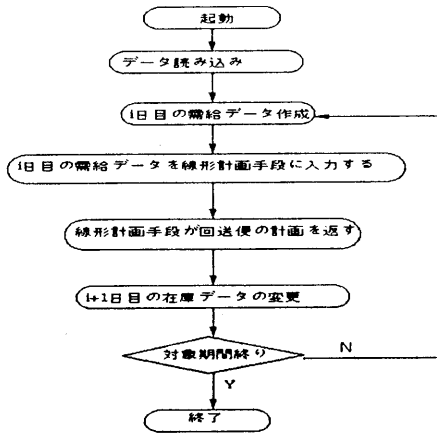 起動
データ読み込み
i日目の需給データ作成
i日目の需給データを線形計画手段に入力する
線形計画手段が回送便の計画を返す
i+1日目の在庫データの変更
対象期間終り
N
Y
終了